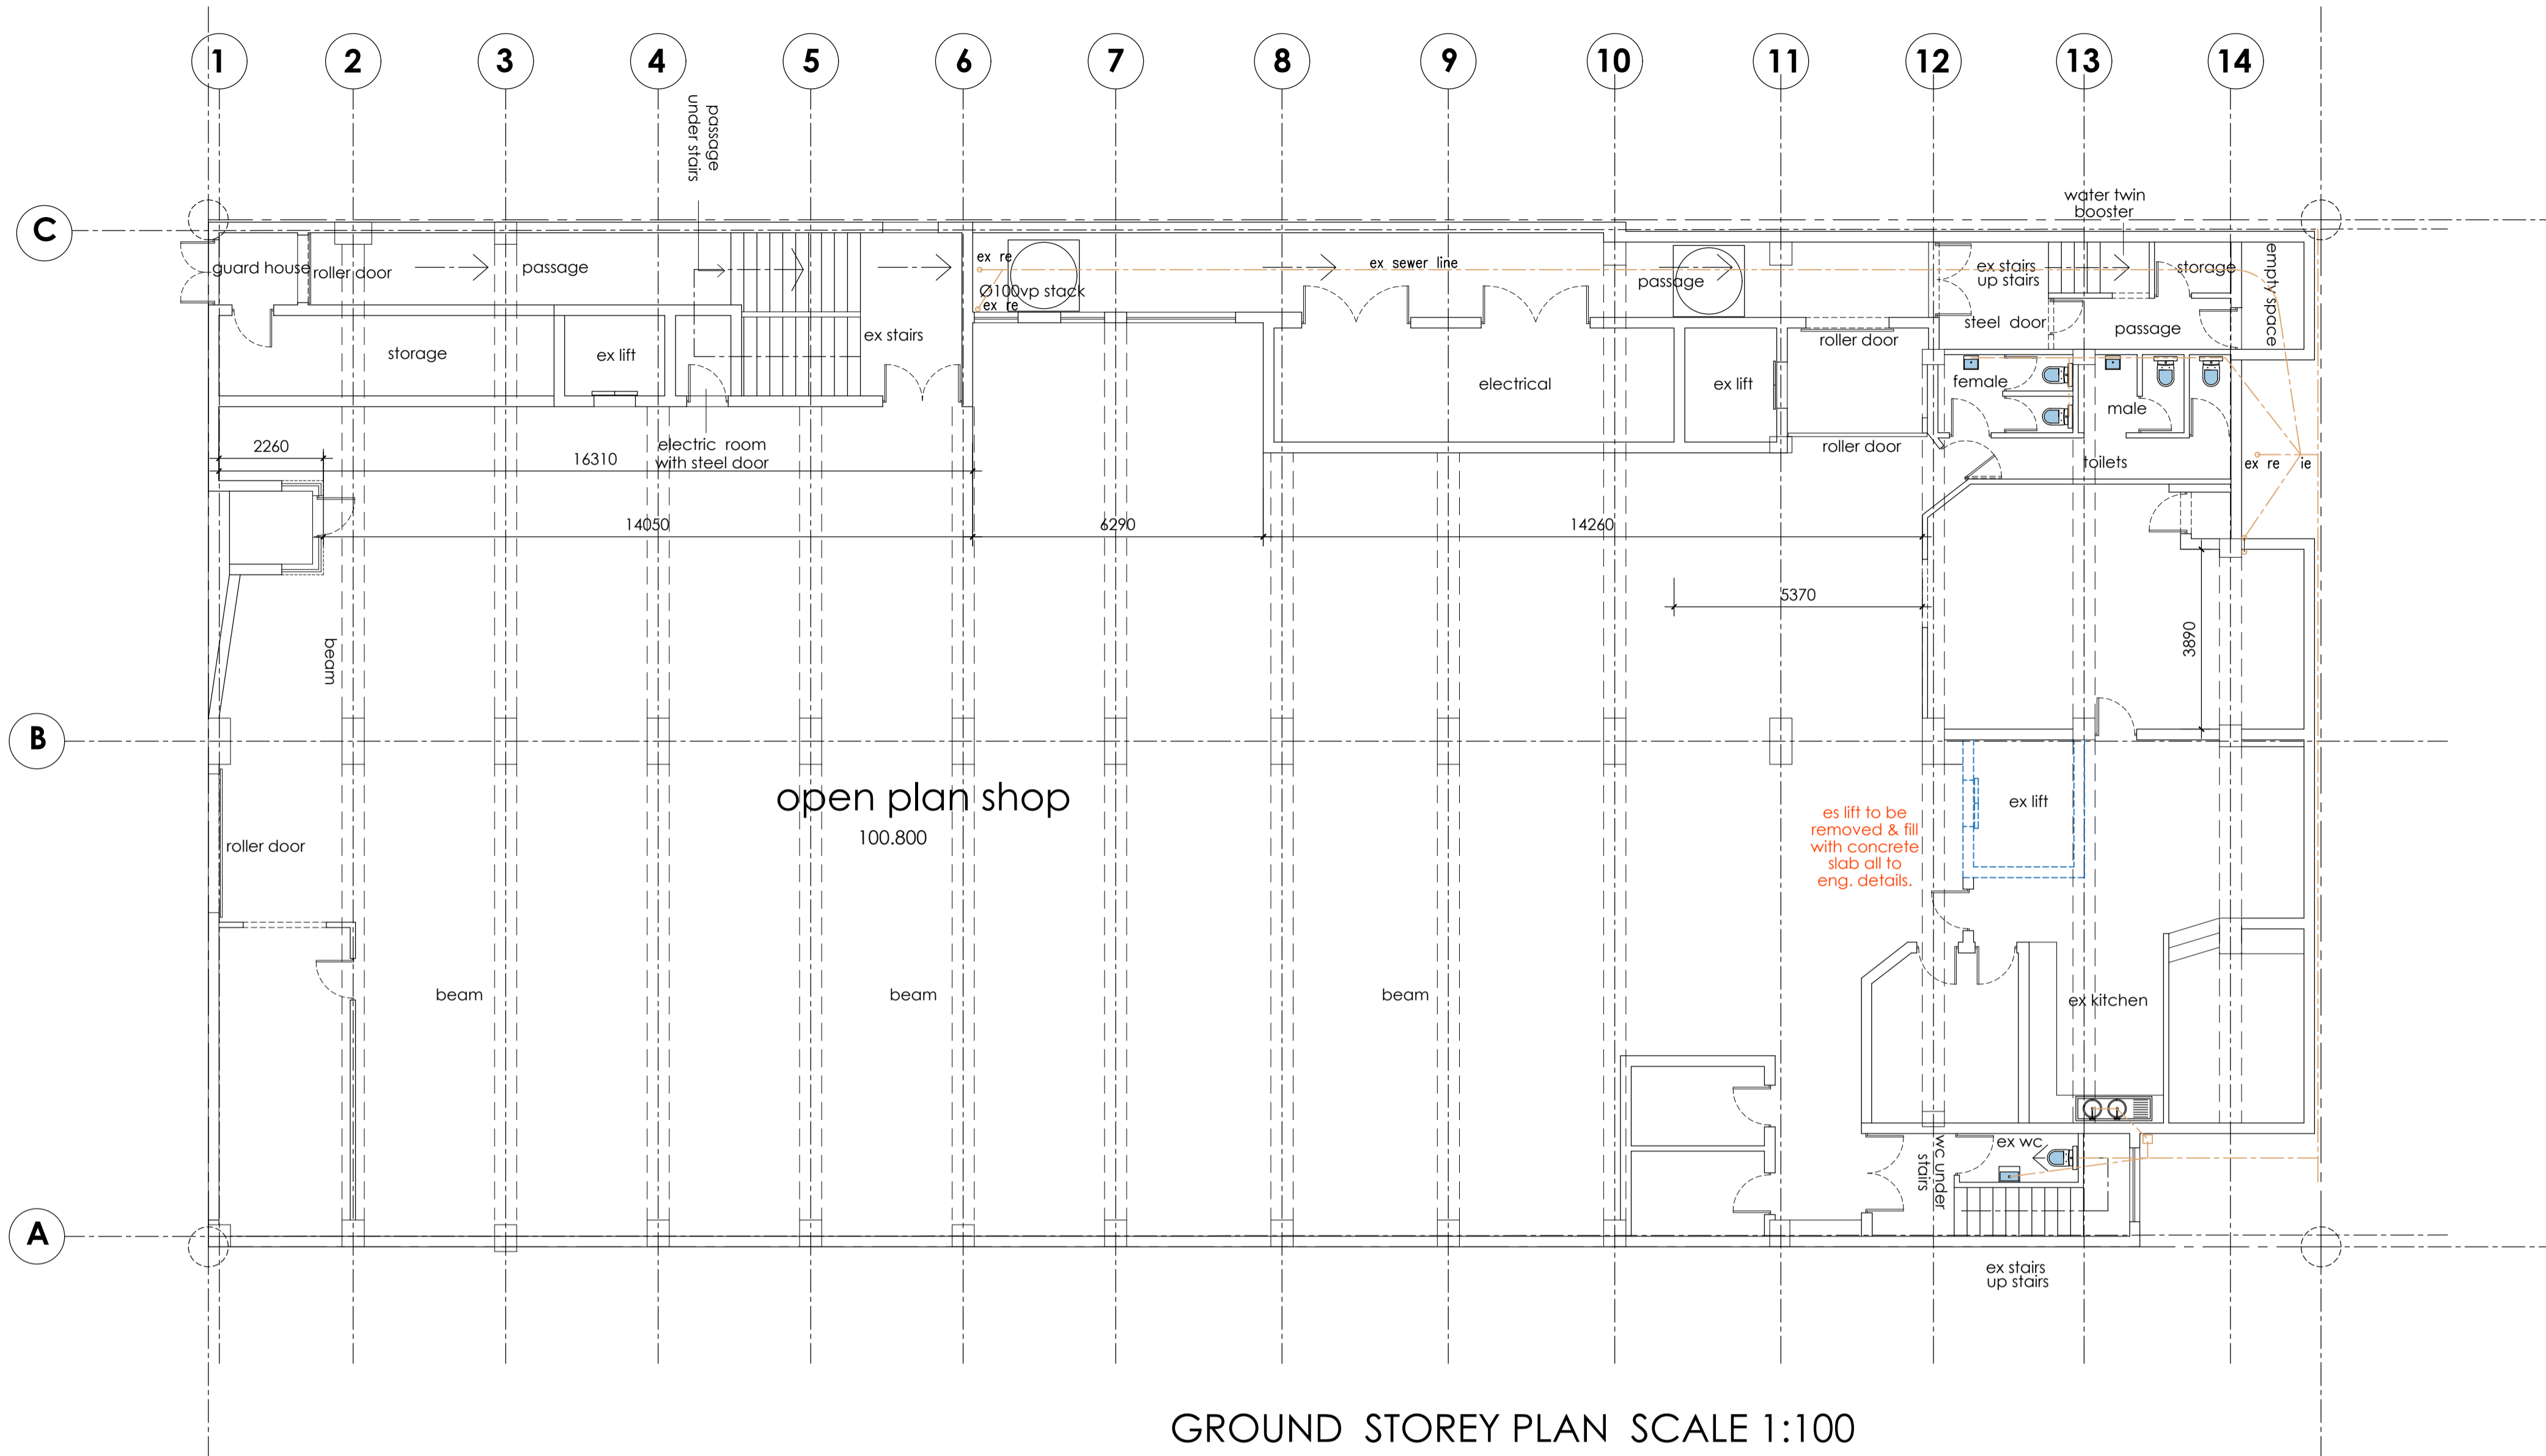 1 2 3 4 5 6 7 8 9 10 11 12 13 14
passage
under stairs
water twin
booster
C
guard house
roller door
passage
ex re
Ø100vp stack
ex re
ex sewer line
passage
ex stairs
up stairs
storage
empty space
storage
ex lift
ex stairs
electrical
ex lift
roller door
steel door
passage
female
male
2260
16310
electric room
with steel door
roller door
toilets
ex re
ie
14050
6290
14260
5370
3890
beam
B
open plan shop
100.800
roller door
es lift to be
removed & fill
with concrete
slab all to
eng. details.
ex lift
beam
beam
beam
ex kitchen
wc under
stairs
ex wc
A
ex stairs
up stairs
GROUND STOREY PLAN SCALE 1:100